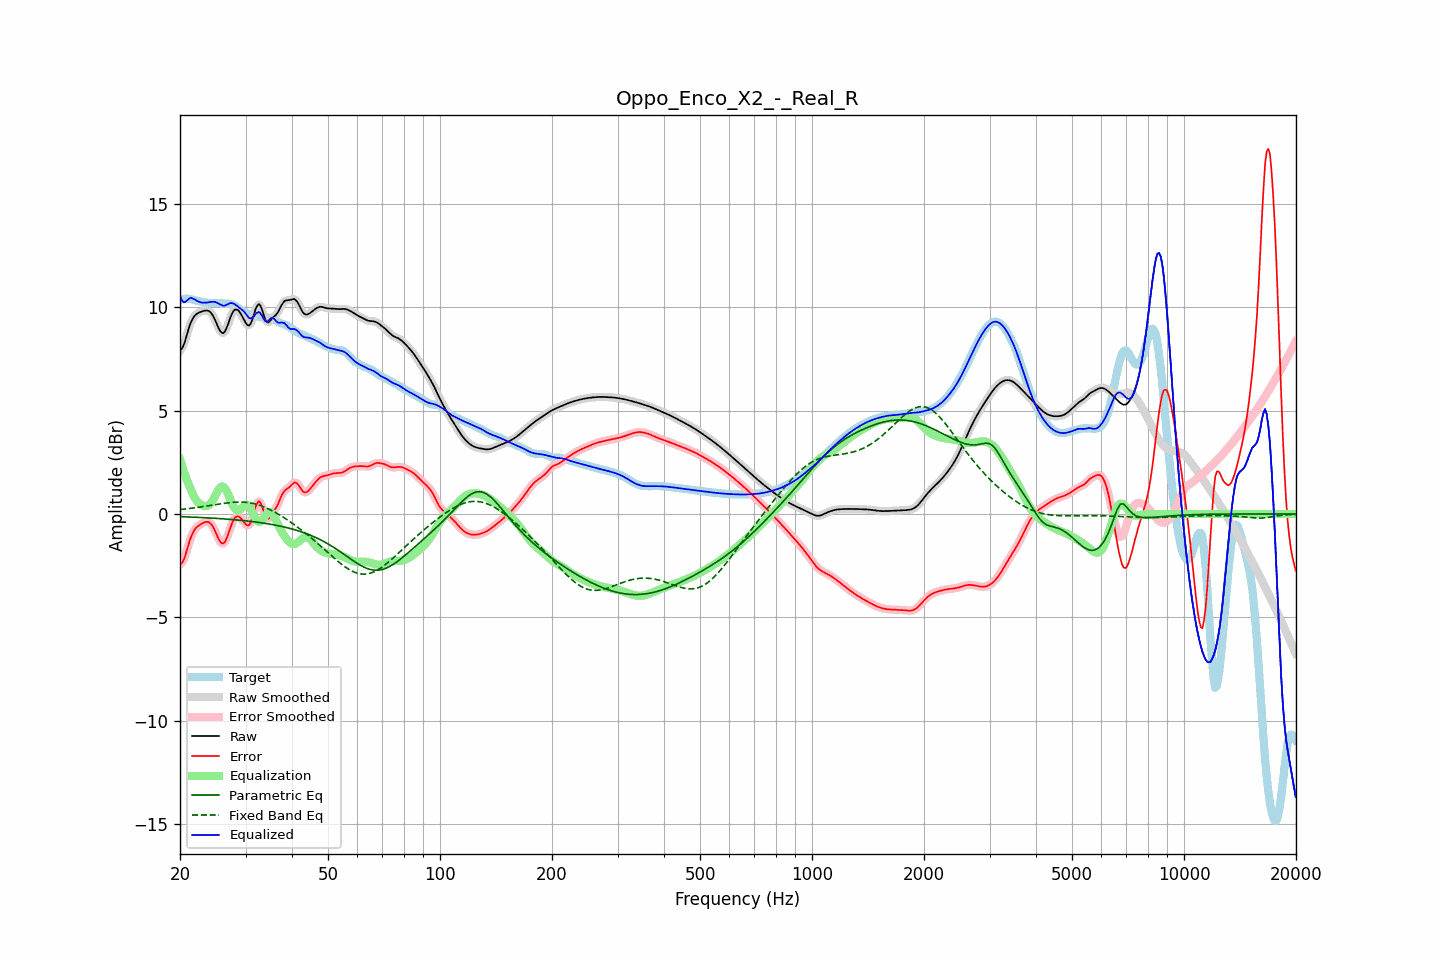 Oppo_Enco_X2_-_Real_R
Amplitude (dBr)
15
10
5
0
−5
−10
−15
Target
Raw Smoothed
Error Smoothed
Raw
Error
Equalization
Parametric Eq
Fixed Band Eq
Equalized
20
50
100
200
500
1000
2000
5000
10000
20000
Frequency (Hz)